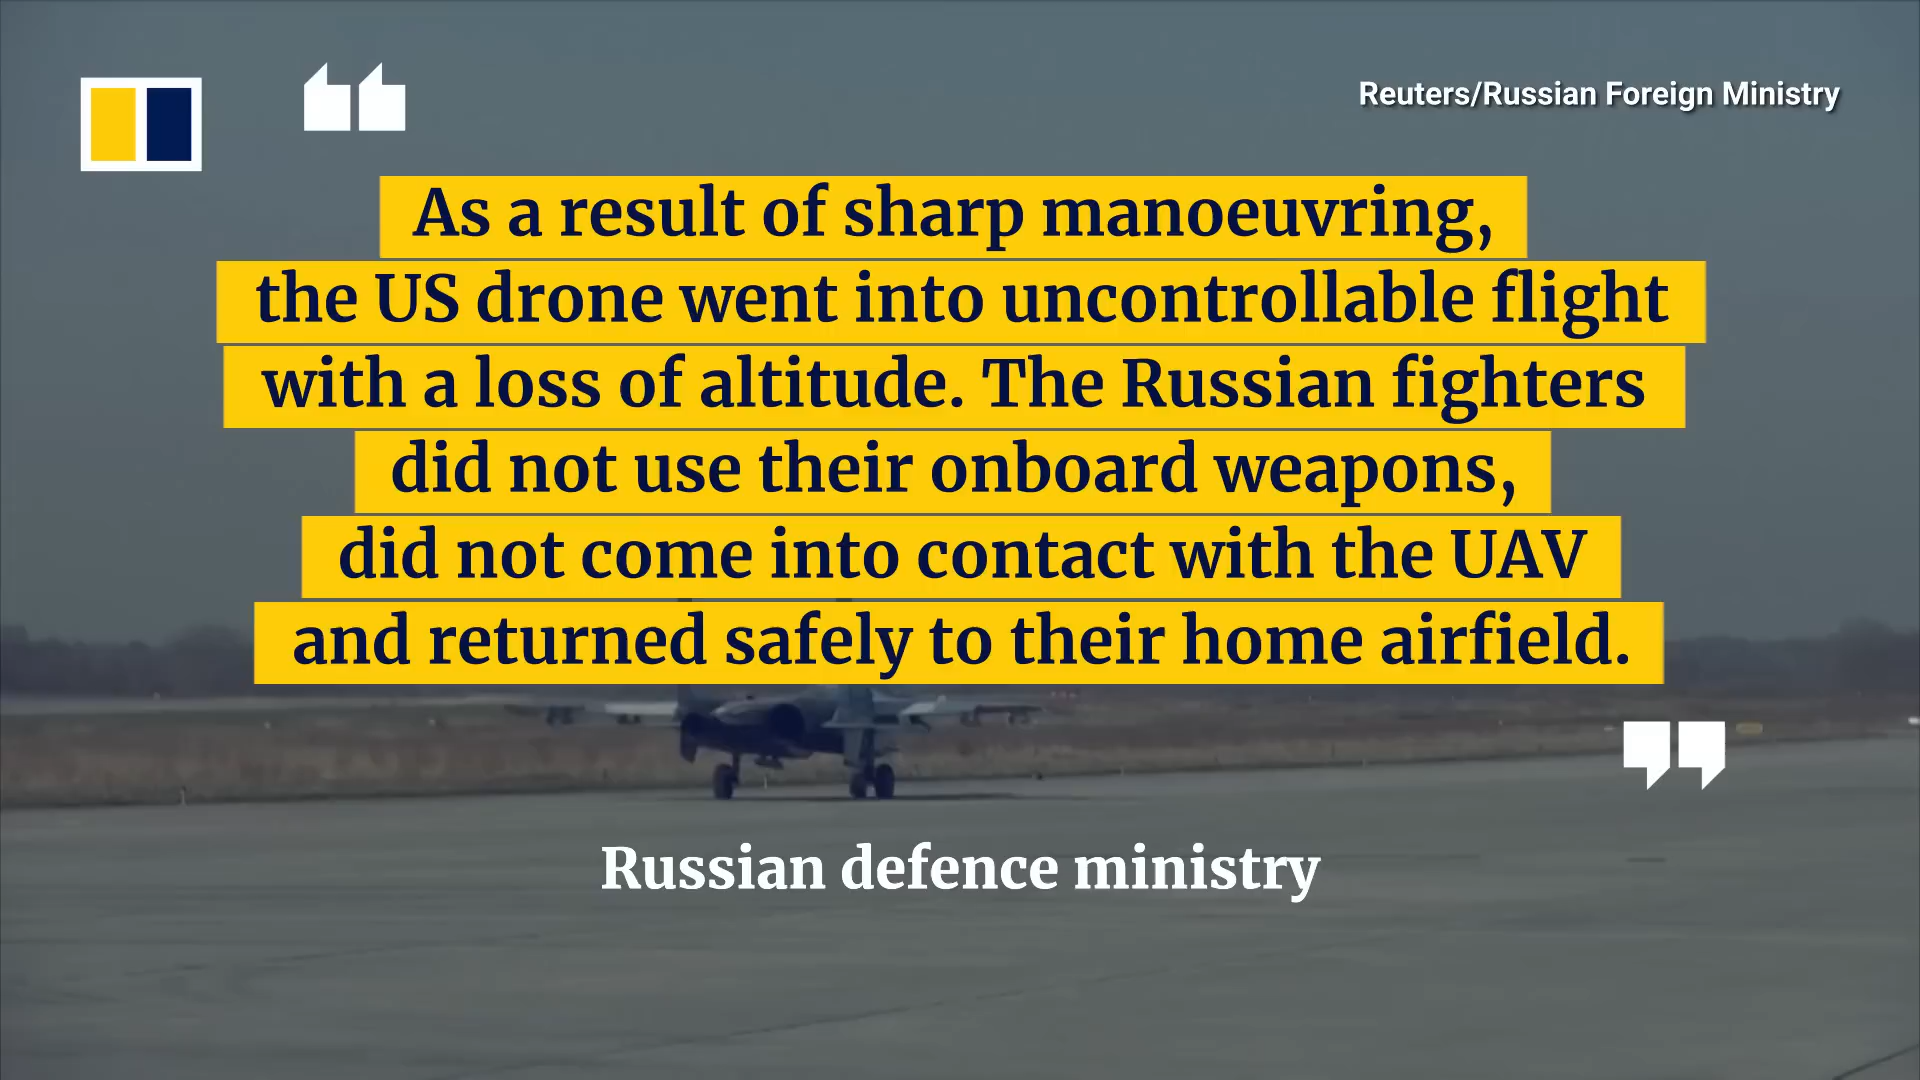 Reuters/Russian Foreign Ministry
“
As a result of sharp manoeuvring,
the US drone went into uncontrollable flight
with a loss of altitude. The Russian fighters
did not use their onboard weapons,
did not come into contact with the UAV
and returned safely to their home airfield.
”
Russian defence ministry